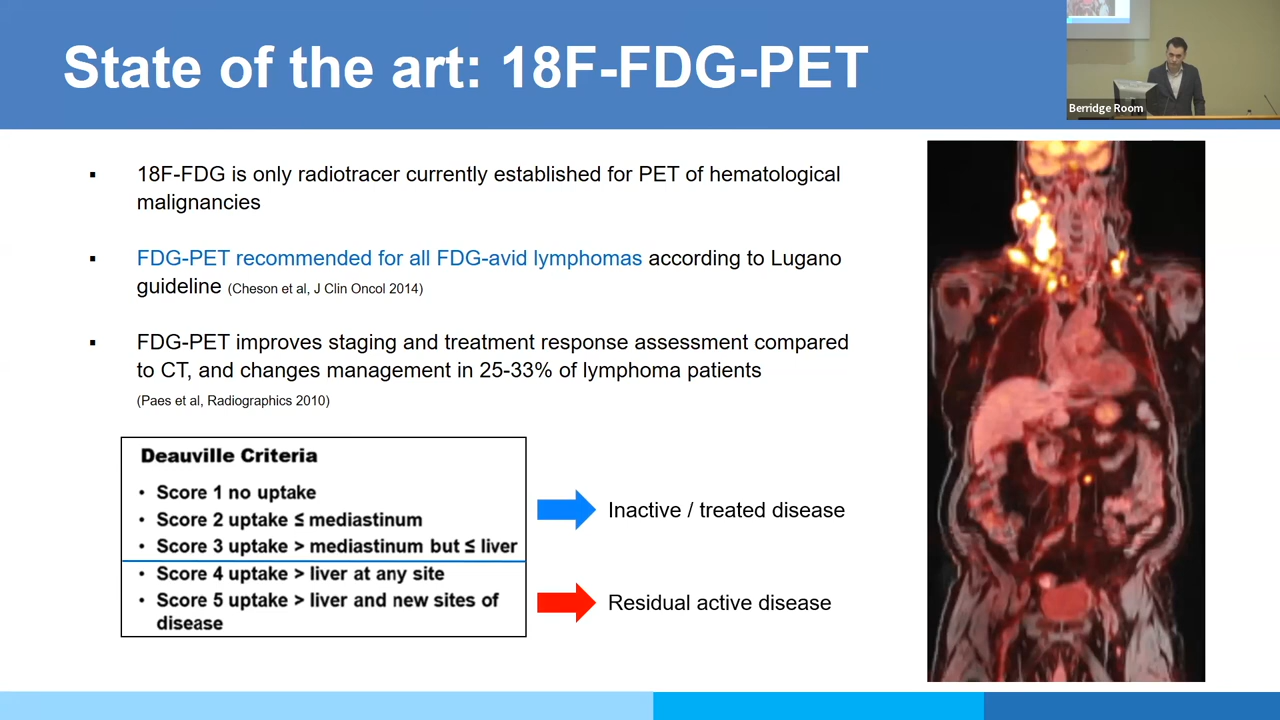 State of the art: 18F-FDG-PET
Berridge Room
▪ 18F-FDG is only radiotracer currently established for PET of hematological
malignancies
▪ FDG-PET recommended for all FDG-avid lymphomas according to Lugano
guideline (Cheson et al, J Clin Oncol 2014)
▪ FDG-PET improves staging and treatment response assessment compared
to CT, and changes management in 25-33% of lymphoma patients
(Paes et al, Radiographics 2010)
Deauville Criteria
• Score 1 no uptake
• Score 2 uptake ≤ mediastinum
• Score 3 uptake > mediastinum but ≤ liver
• Score 4 uptake > liver at any site
• Score 5 uptake > liver and new sites of
disease
Inactive / treated disease
Residual active disease